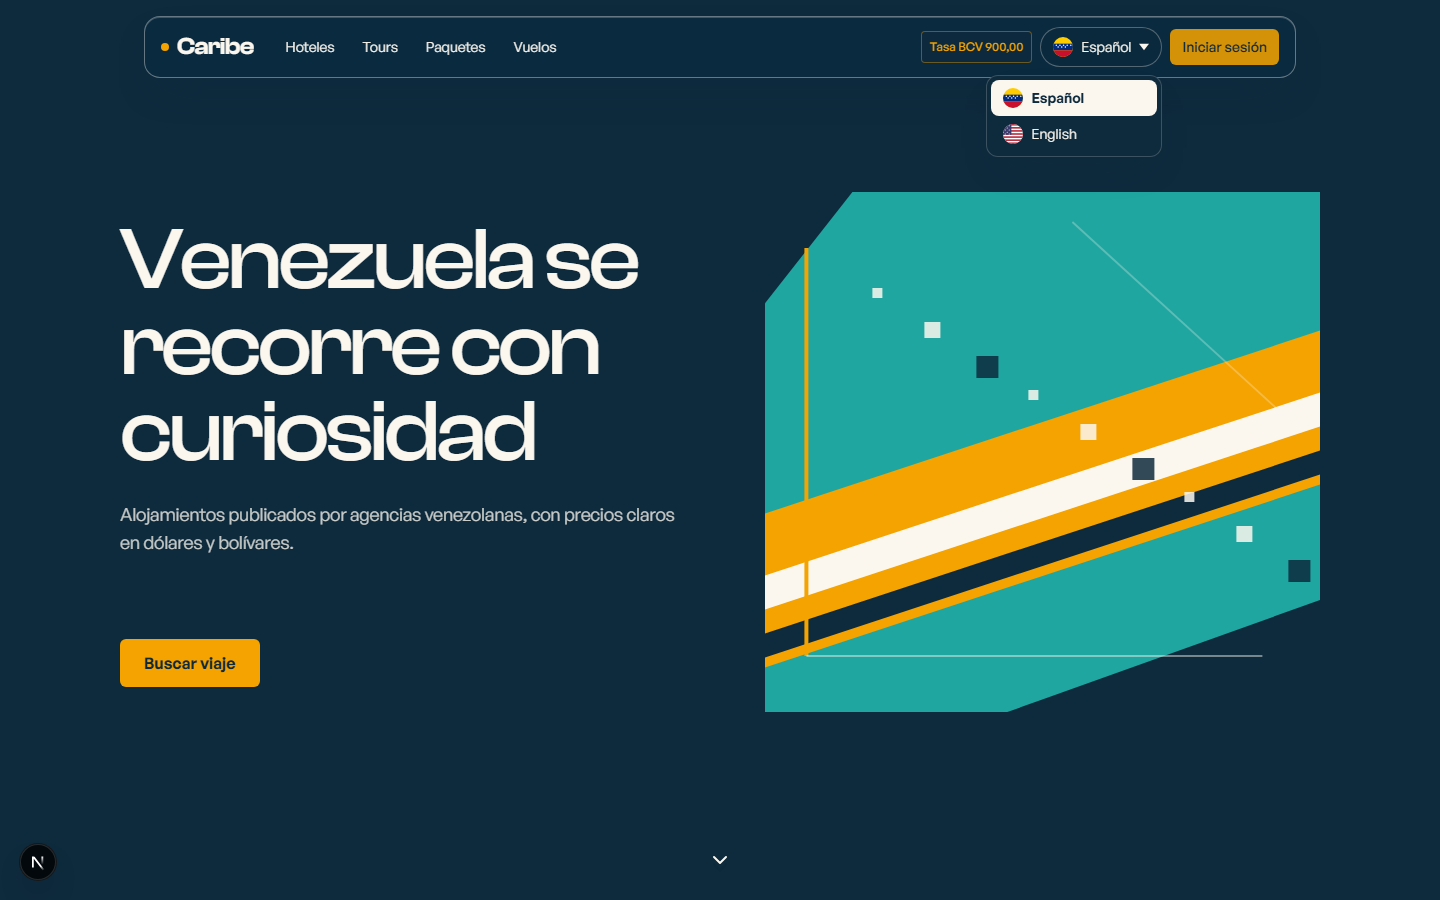 Caribe
Hoteles
Tours
Paquetes
Vuelos
Tasa BCV 900,00
Español
Iniciar sesión
Español
English
Venezuela se
recorre con
curiosidad
Alojamientos publicados por agencias venezolanas, con precios claros
en dólares y bolívares.
Buscar viaje
N